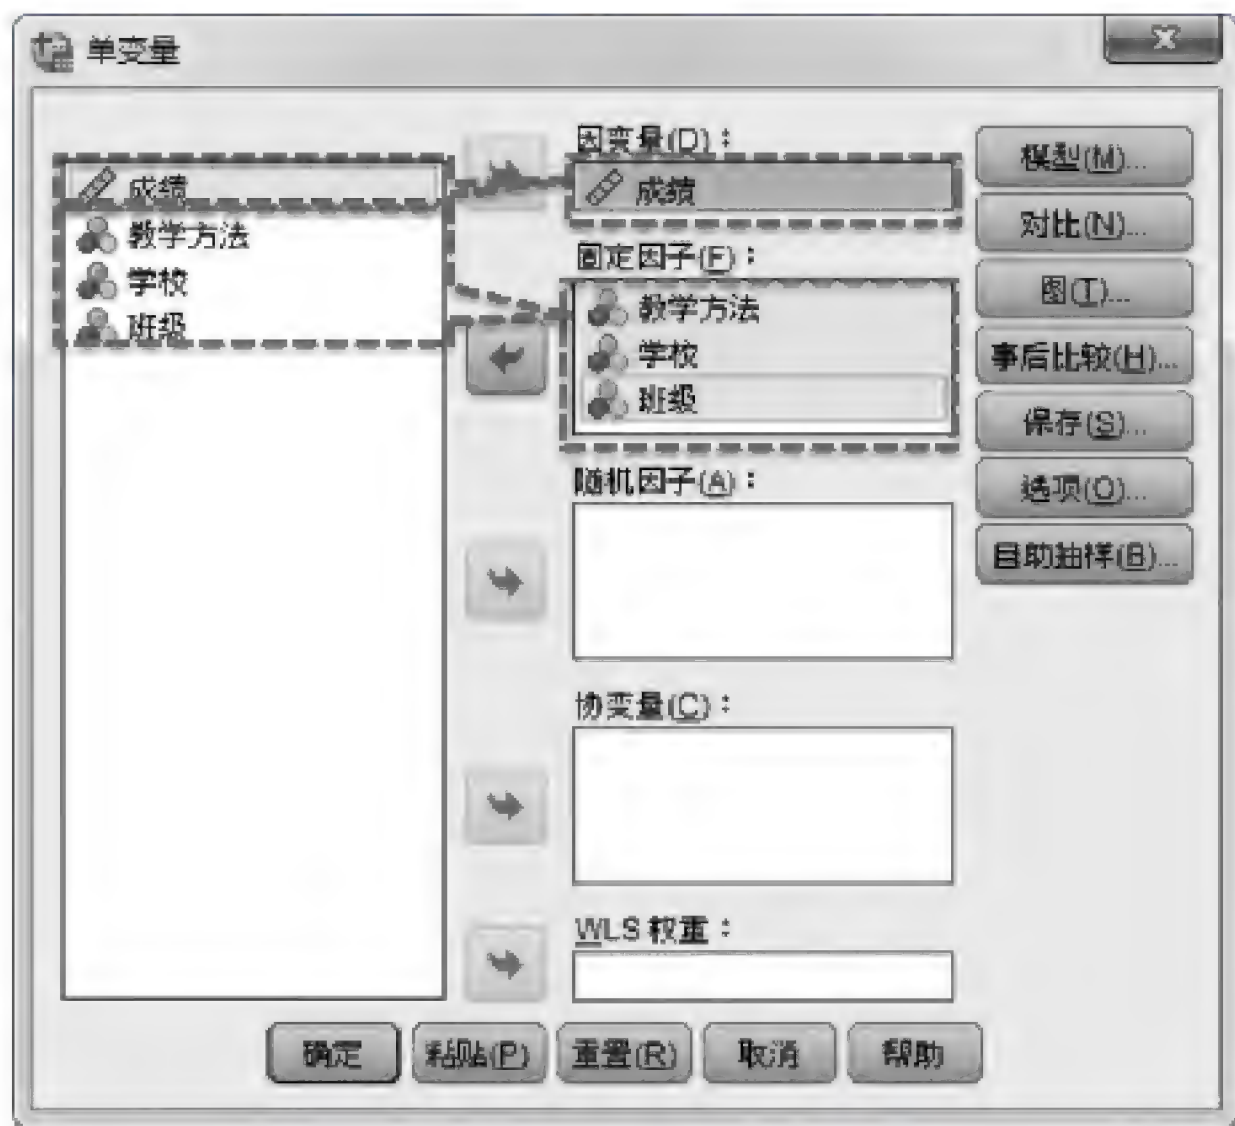 单变量
成绩
教学方法
学校
班级
因变量(D)：
成绩
固定因子(F)：
教学方法
学校
班级
随机因子(A)：
协变量(C)：
WLS 权重：
模型(M)...
对比(N)...
图(T)...
事后比较(H)...
保存(S)...
选项(O)...
自助抽样(B)...
确定
粘贴(P)
重置(R)
取消
帮助